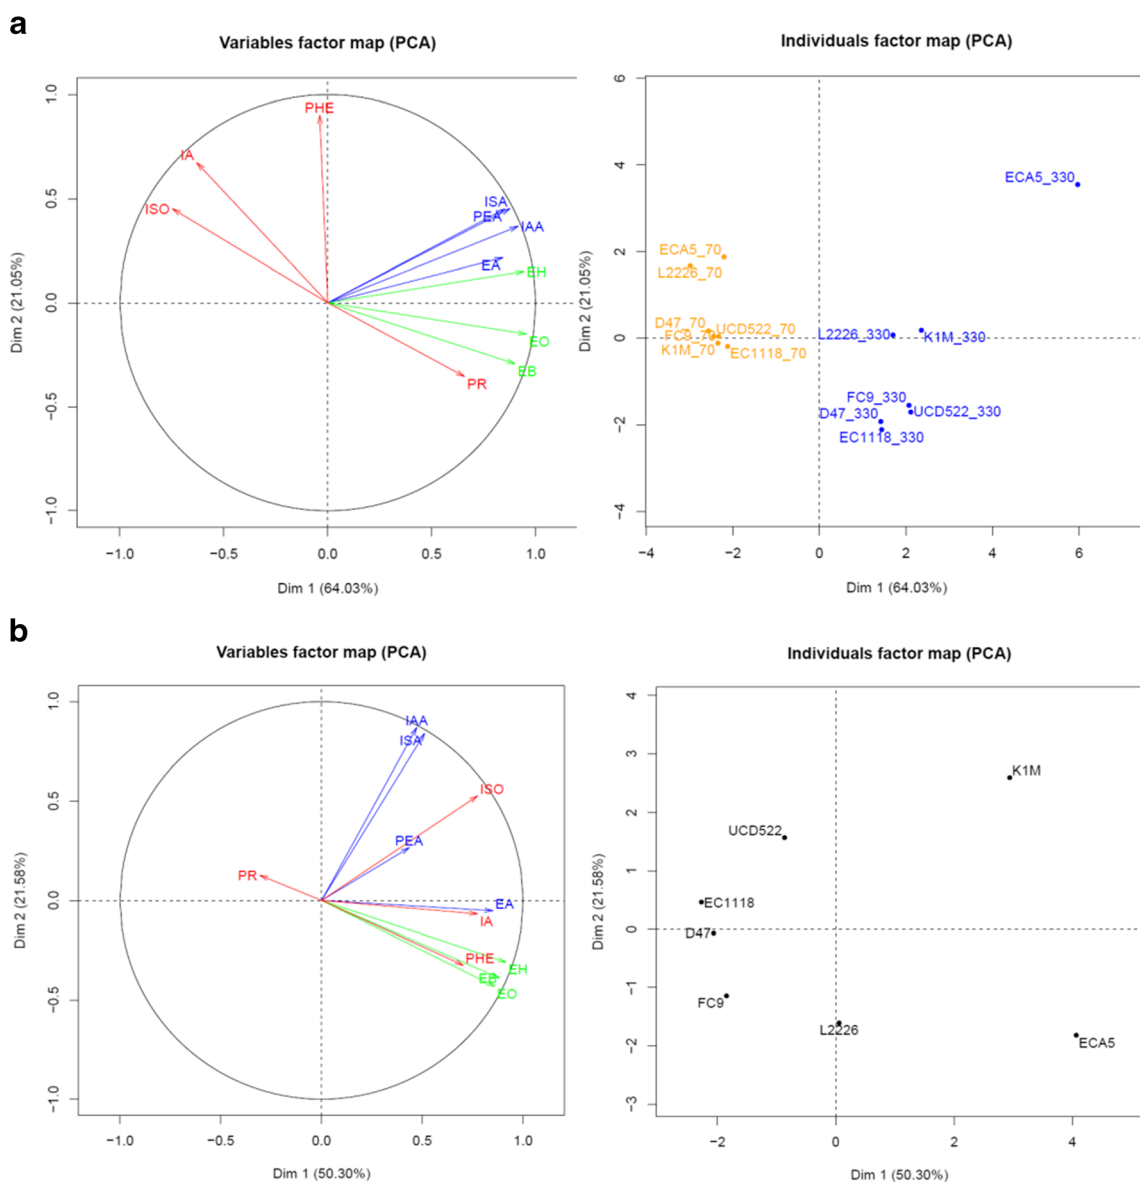 a
Variables factor map (PCA)
Individuals factor map (PCA)
1.0
0.5
0.0
−0.5
−1.0
Dim 2 (21.05%)
PHE
IA
ISO
ISA
PEA
IAA
EA
EH
EO
EB
PR
−1.0 −0.5 0.0 0.5 1.0
Dim 1 (64.03%)
6
4
2
0
−2
−4
Dim 2 (21.05%)
ECA5_330
ECA5_70
L2226_70
D47_70
UCD522_70
K1M_70
EC1118_70
L2226_330
K1M_330
FC9_330
UCD522_330
D47_330
EC1118_330
−4 −2 0 2 4 6
Dim 1 (64.03%)
b
Variables factor map (PCA)
Individuals factor map (PCA)
1.0
0.5
0.0
−0.5
−1.0
Dim 2 (21.58%)
IAA
ISA
ISO
PEA
PR
EA
IA
PHE
EH
EB
EO
−1.0 −0.5 0.0 0.5 1.0
Dim 1 (50.30%)
4
3
2
1
0
−1
−2
−3
Dim 2 (21.58%)
K1M
UCD522
EC1118
D47
FC9
L2226
ECA5
−2 0 2 4
Dim 1 (50.30%)